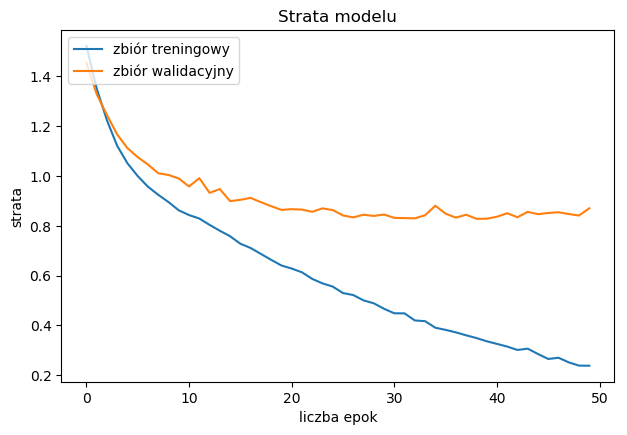 Strata modelu
zbiór treningowy
zbiór walidacyjny
strata
1.4
1.2
1.0
0.8
0.6
0.4
0.2
0
10
20
30
40
50
liczba epok